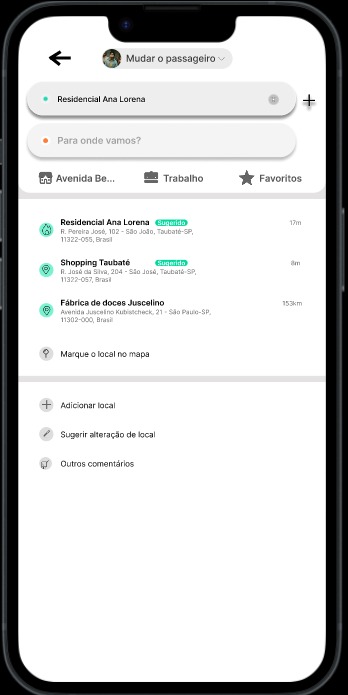 Mudar o passageiro
Residencial Ana Lorena
Para onde vamos?
Avenida Be...
Trabalho
Favoritos
Residencial Ana Lorena Sugerido 17m
R. Pereira José, 102 - São João, Taubaté-SP,
11322-055, Brasil
Shopping Taubaté Sugerido 8m
R. José da Silva, 204 - São José, Taubaté-SP,
11322-057, Brasil
Fábrica de doces Juscelino 153km
Avenida Juscelino Kubistcheck, 21 - São Paulo-SP,
11302-000, Brasil
Marque o local no mapa
Adicionar local
Sugerir alteração de local
Outros comentários